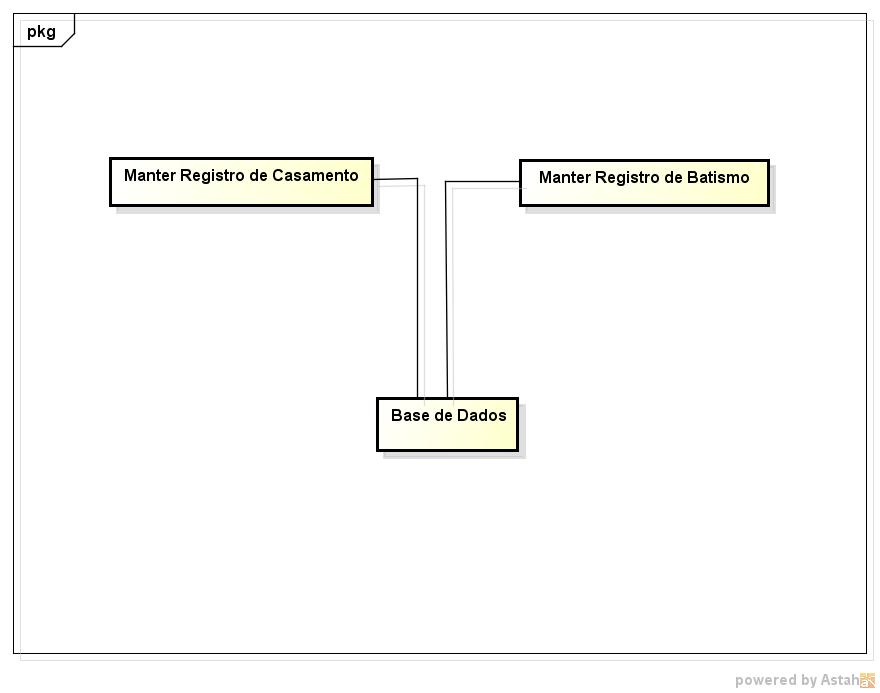 pkg
Manter Registro de Casamento
Manter Registro de Batismo
Base de Dados
powered by Astah